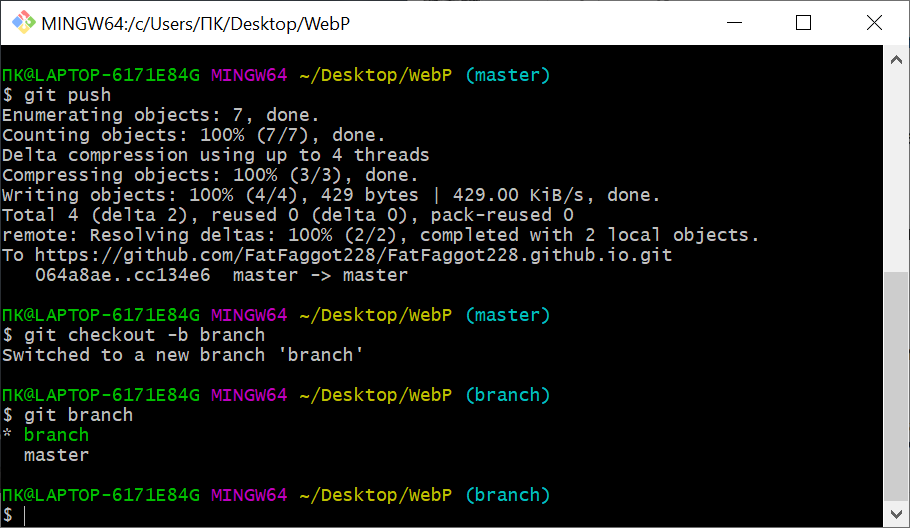 MINGW64:/c/Users/ПК/Desktop/WebP
ПК@LAPTOP-6171E84G MINGW64 ~/Desktop/WebP (master)
$ git push
Enumerating objects: 7, done.
Counting objects: 100% (7/7), done.
Delta compression using up to 4 threads
Compressing objects: 100% (3/3), done.
Writing objects: 100% (4/4), 429 bytes | 429.00 KiB/s, done.
Total 4 (delta 2), reused 0 (delta 0), pack-reused 0
remote: Resolving deltas: 100% (2/2), completed with 2 local objects.
To https://github.com/FatFaggot228/FatFaggot228.github.io.git
   064a8ae..cc134e6  master -> master
ПК@LAPTOP-6171E84G MINGW64 ~/Desktop/WebP (master)
$ git checkout -b branch
Switched to a new branch 'branch'
ПК@LAPTOP-6171E84G MINGW64 ~/Desktop/WebP (branch)
$ git branch
* branch
  master
ПК@LAPTOP-6171E84G MINGW64 ~/Desktop/WebP (branch)
$